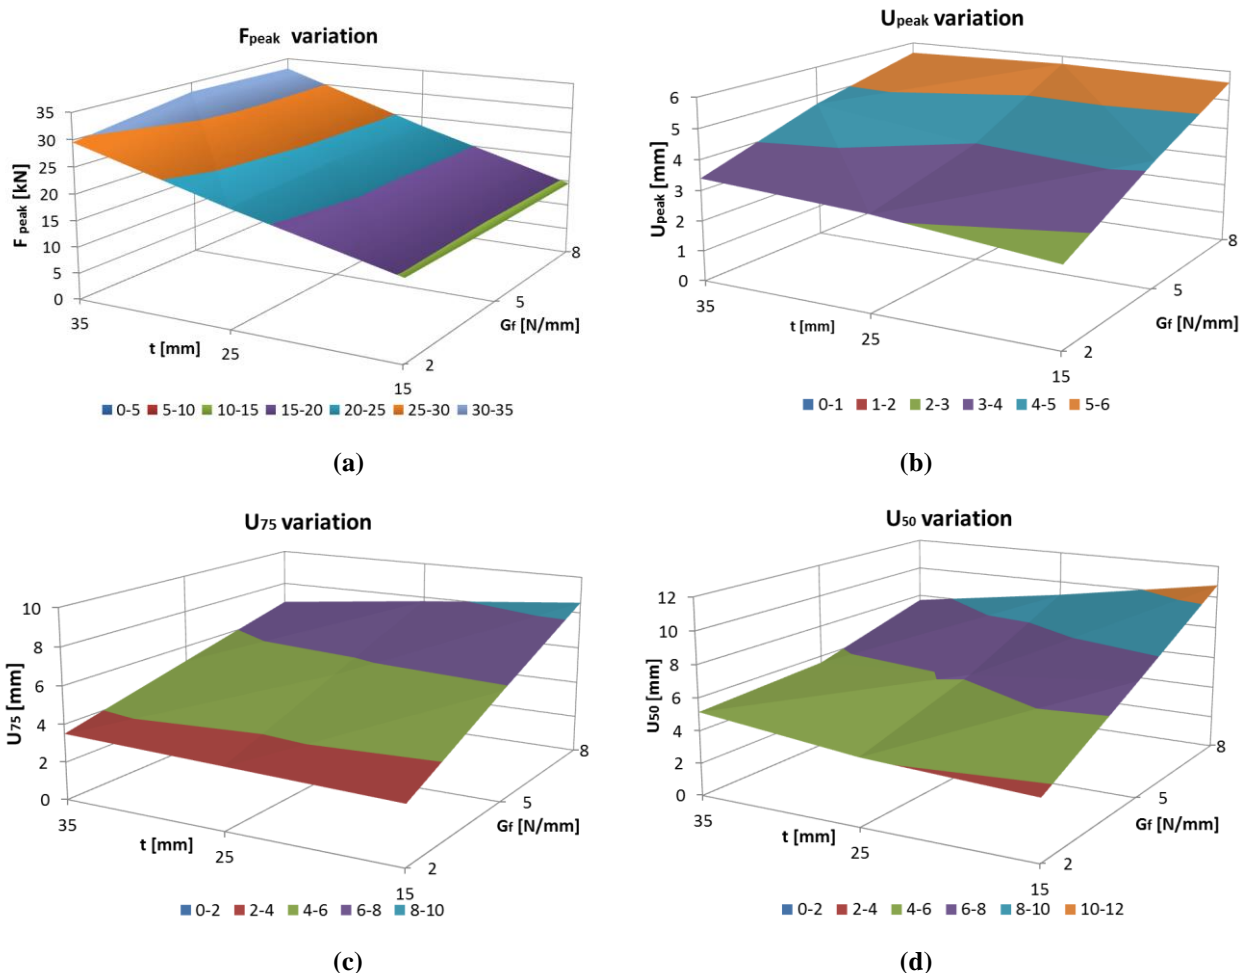 Fpeak variation
35
30
25
20
15
10
5
0
F peak [kN]
35
25
15
t [mm]
2
5
8
Gf [N/mm]
0-5 5-10 10-15 15-20 20-25 25-30 30-35
(a)
Upeak variation
6
5
4
3
2
1
0
Upeak [mm]
35
25
15
t [mm]
2
5
8
Gf [N/mm]
0-1 1-2 2-3 3-4 4-5 5-6
(b)
U75 variation
10
8
6
4
2
0
U75 [mm]
35
25
15
t [mm]
2
5
8
Gf [N/mm]
0-2 2-4 4-6 6-8 8-10
(c)
U50 variation
12
10
8
6
4
2
0
U50 [mm]
35
25
15
t [mm]
2
5
8
Gf [N/mm]
0-2 2-4 4-6 6-8 8-10 10-12
(d)